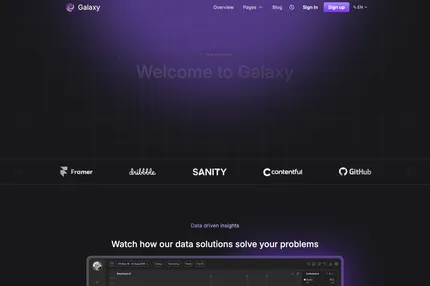 Galaxy
Overview Pages Blog Sign In Sign up EN
Welcome to Galaxy
Framer dribbble SANITY contentful GitHub
Data driven insights
Watch how our data solutions solve your problems